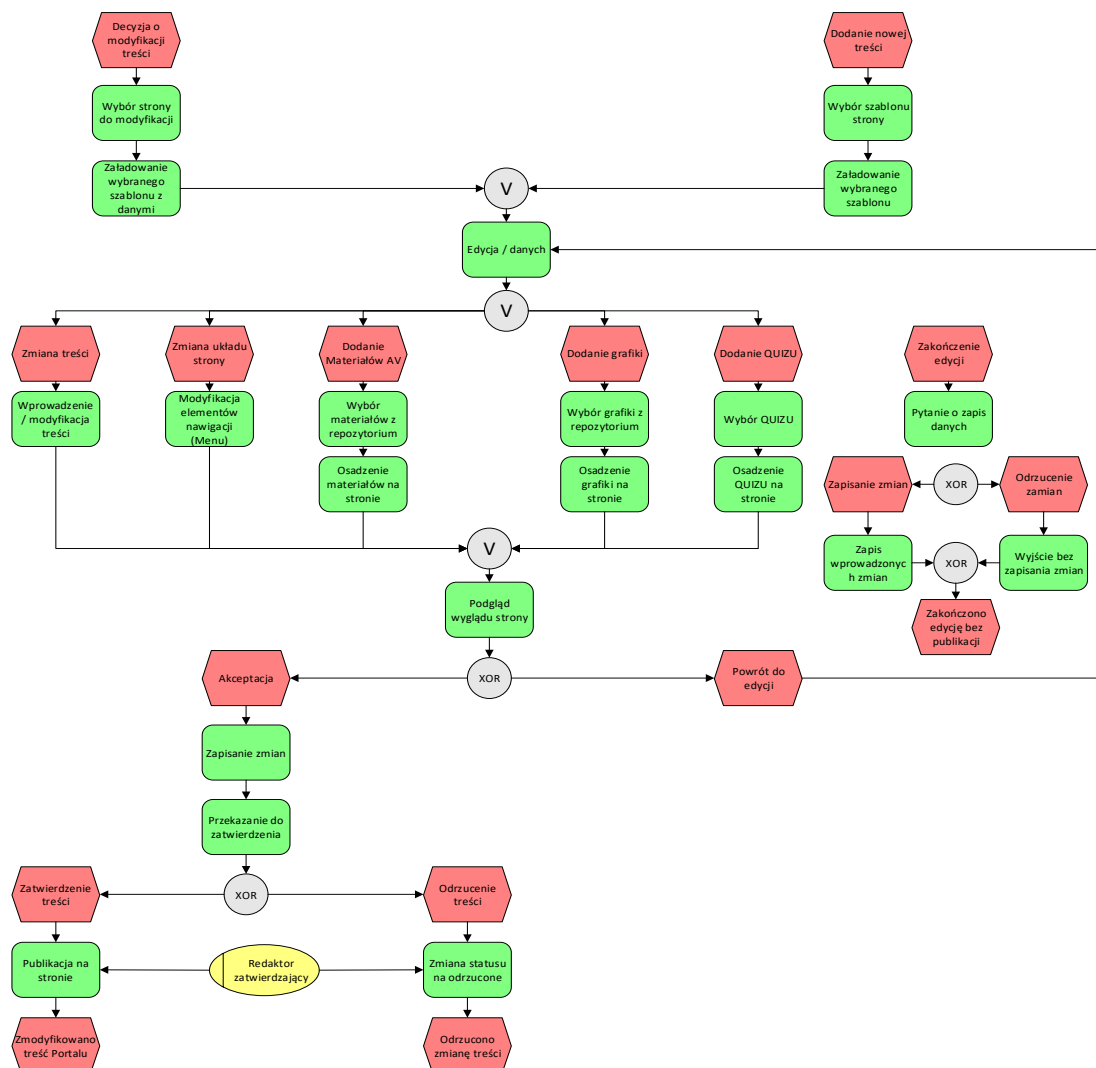 Decyzja o
modyfikacji
treści
Dodanie nowej
treści
Wybór strony
do modyfikacji
Wybór szablonu
strony
Załadowanie
wybranego
szablonu z
danymi
V
Załadowanie
wybranego
szablonu
Edycja / danych
V
Zmiana treści
Zmiana układu
strony
Dodanie
Materiałów AV
Dodanie grafiki
Dodanie QUIZU
Zakończenie
edycji
Wprowadzenie
/ modyfikacja
treści
Modyfikacja
elementów
nawigacji
(Menu)
Wybór
materiałów z
repozytorium
Wybór grafiki z
repozytorium
Wybór QUIZU
Pytanie o zapis
danych
Osadzenie
materiałów na
stronie
Osadzenie
grafiki na
stronie
Osadzenie
QUIZU na
stronie
Zapisanie zmian
XOR
Odrzucenie
zamian
V
Zapis
wprowadzonyc
h zmian
XOR
Wyjście bez
zapisania zmian
Podgląd
wyglądu strony
Zakończono
edycję bez
publikacji
Akceptacja
XOR
Powrót do
edycji
Zapisanie zmian
Przekazanie do
zatwierdzenia
Zatwierdzenie
treści
XOR
Odrzucenie
treści
Publikacja na
stronie
Redaktor
zatwierdzający
Zmiana statusu
na odrzucone
Zmodyfikowano
treść Portalu
Odrzucono
zmianę treści